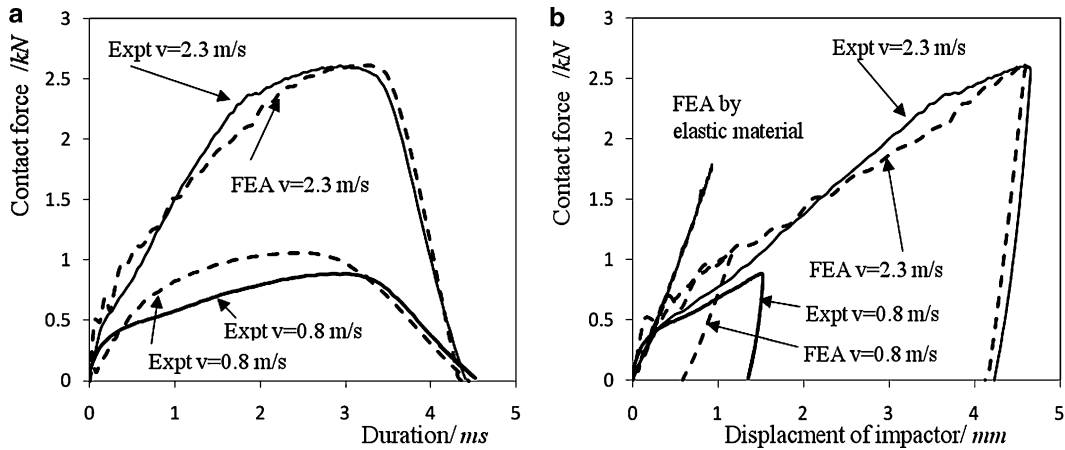 a
Contact force /kN
3
2.5
2
1.5
1
0.5
0
0
1
2
3
4
5
Duration/ ms
Expt v=2.3 m/s
FEA v=2.3 m/s
Expt v=0.8 m/s
Expt v=0.8 m/s
b
Contact force /kN
3
2.5
2
1.5
1
0.5
0
0
1
2
3
4
5
Displacment of impactor/ mm
Expt v=2.3 m/s
FEA by
elastic material
FEA v=2.3 m/s
Expt v=0.8 m/s
FEA v=0.8 m/s